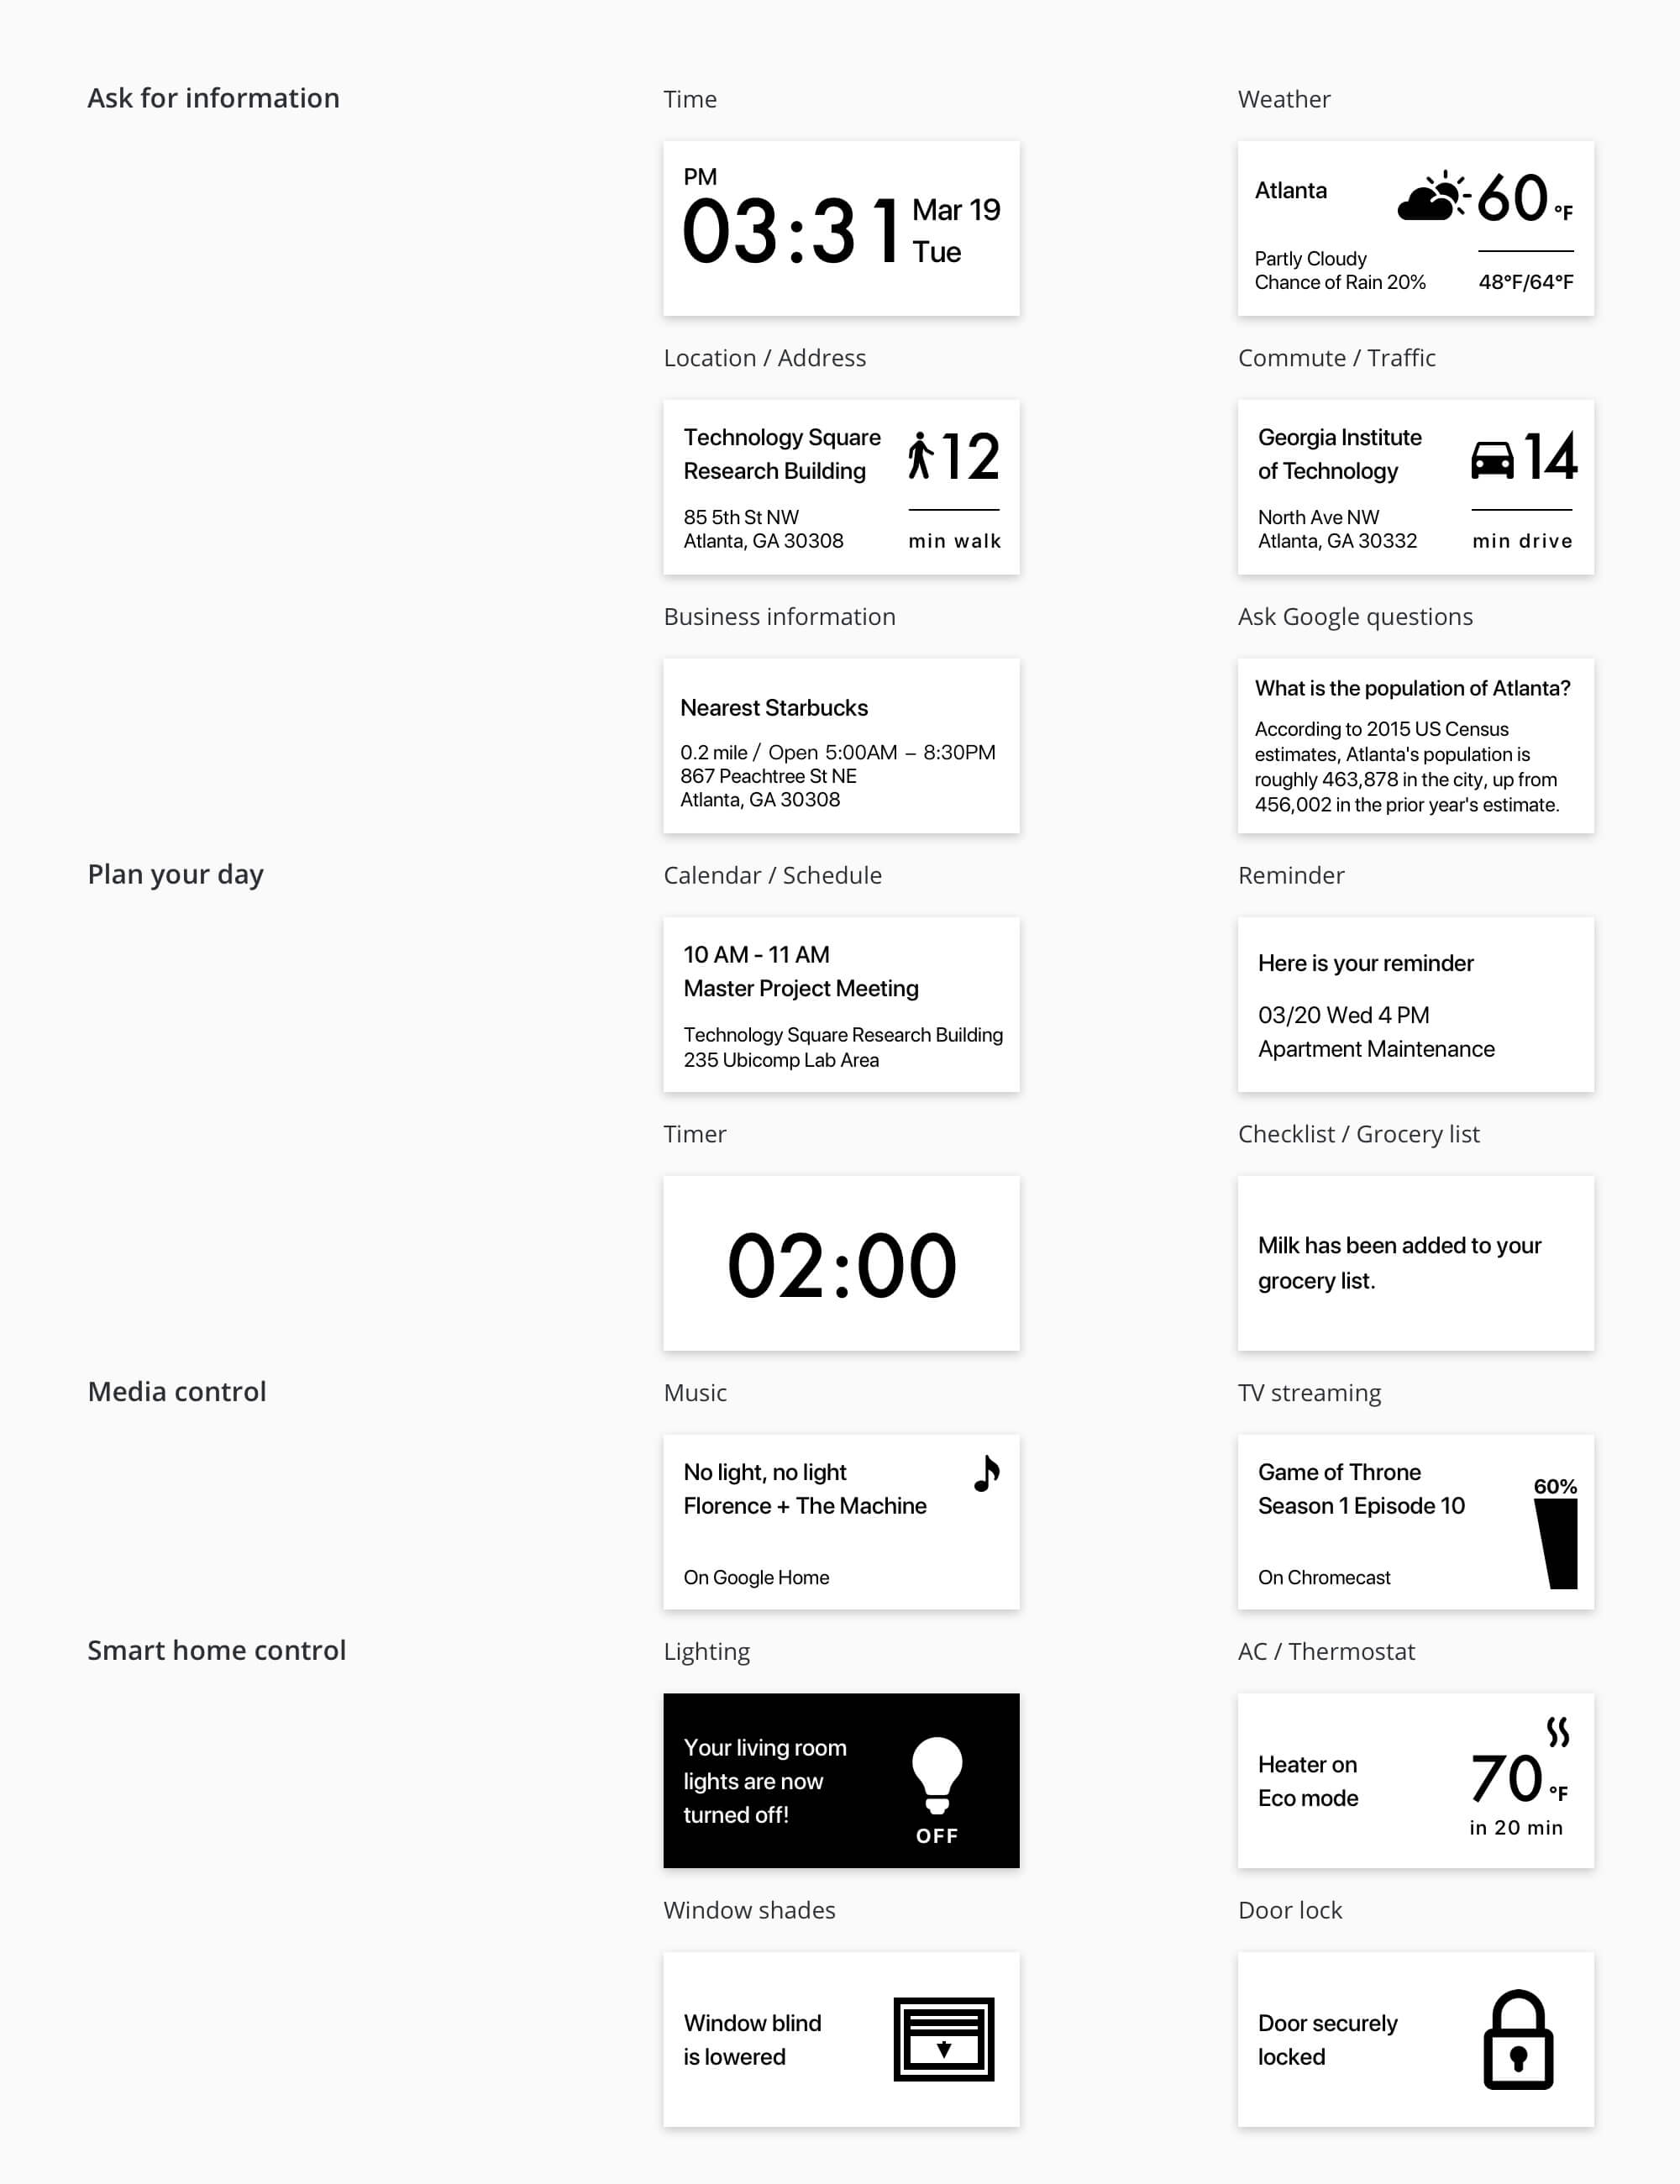 Ask for information
Time
PM
03:31
Mar 19
Tue
Weather
Atlanta
60 °F
Partly Cloudy
Chance of Rain 20%
48°F/64°F
Location / Address
Technology Square
Research Building
12
85 5th St NW
Atlanta, GA 30308
min walk
Commute / Traffic
Georgia Institute
of Technology
14
North Ave NW
Atlanta, GA 30332
min drive
Business information
Nearest Starbucks
0.2 mile / Open 5:00AM – 8:30PM
867 Peachtree St NE
Atlanta, GA 30308
Ask Google questions
What is the population of Atlanta?
According to 2015 US Census
estimates, Atlanta's population is
roughly 463,878 in the city, up from
456,002 in the prior year's estimate.
Plan your day
Calendar / Schedule
10 AM - 11 AM
Master Project Meeting
Technology Square Research Building
235 Ubicomp Lab Area
Reminder
Here is your reminder
03/20 Wed 4 PM
Apartment Maintenance
Timer
02:00
Checklist / Grocery list
Milk has been added to your
grocery list.
Media control
Music
No light, no light
Florence + The Machine
On Google Home
TV streaming
Game of Throne
Season 1 Episode 10
60%
On Chromecast
Smart home control
Lighting
Your living room
lights are now
turned off!
OFF
AC / Thermostat
Heater on
Eco mode
70 °F
in 20 min
Window shades
Window blind
is lowered
Door lock
Door securely
locked